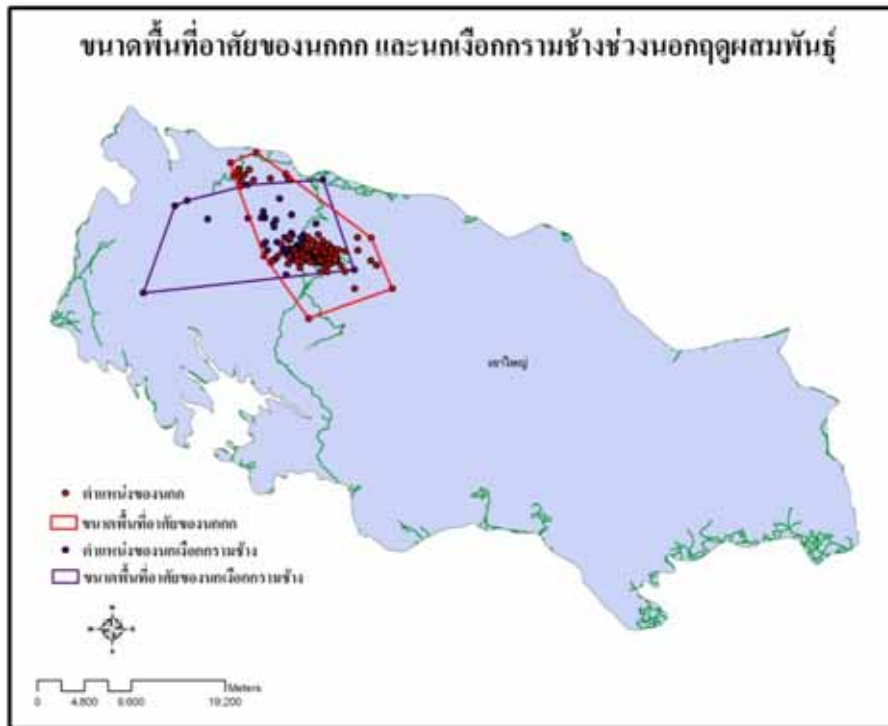 ขนาดพื้นที่อาศัยของนกกก และนกเงือกกรามช้างช่วงนอกฤดูผสมพันธุ์
เขาใหญ่
ตำแหน่งของนกก
ขนาดพื้นที่อาศัยของนกกก
ตำแหน่งของนกเงือกกรามช้าง
ขนาดพื้นที่อาศัยของนกเงือกกรามช้าง
Meters
0 4,800 9,600 19,200